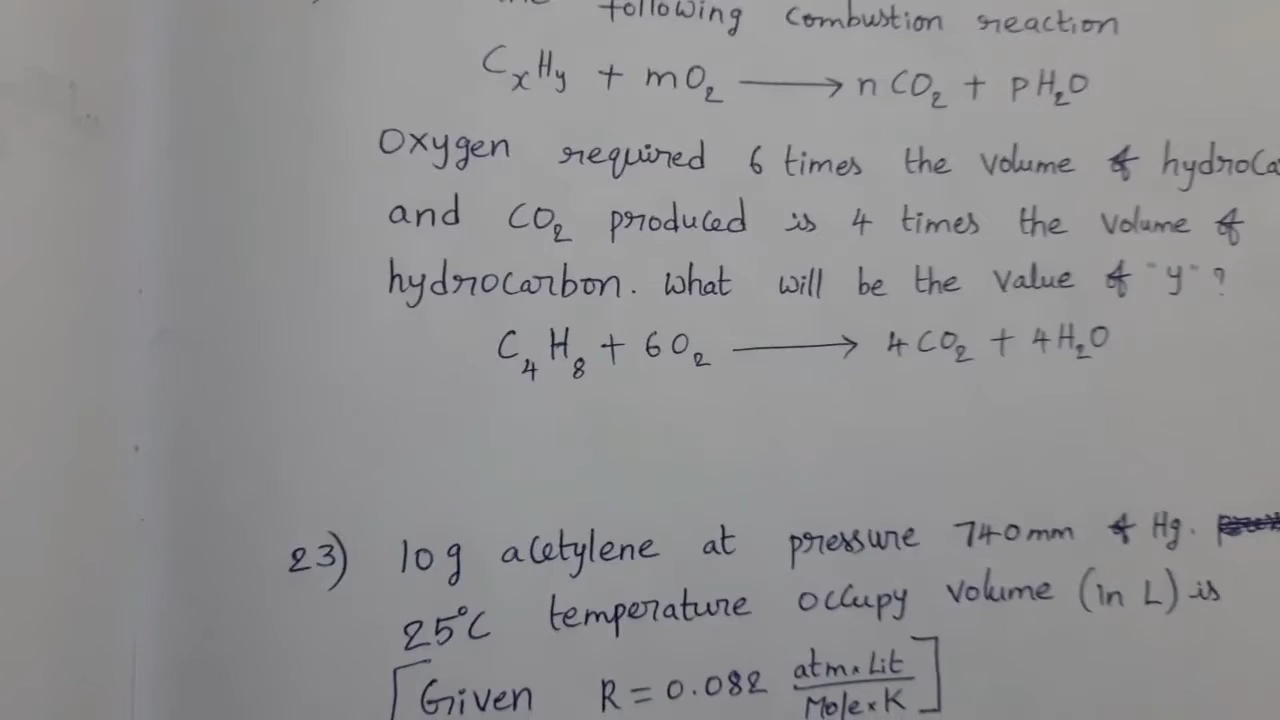 following combustion reaction
CxHy + mO2 ⟶ nCO2 + pH2O
Oxygen required 6 times the volume of
and CO2 produced is 4 times the volume of
hydrocarbon. What will be the value of "y"?
C4H8 + 6O2 ⟶ 4CO2 + 4H2O
23) 10g acetylene at pressure 740mm of Hg.
25°C temperature occupy volume (in L) is
[Given R = 0.082 atm×Lit / Mole×K]